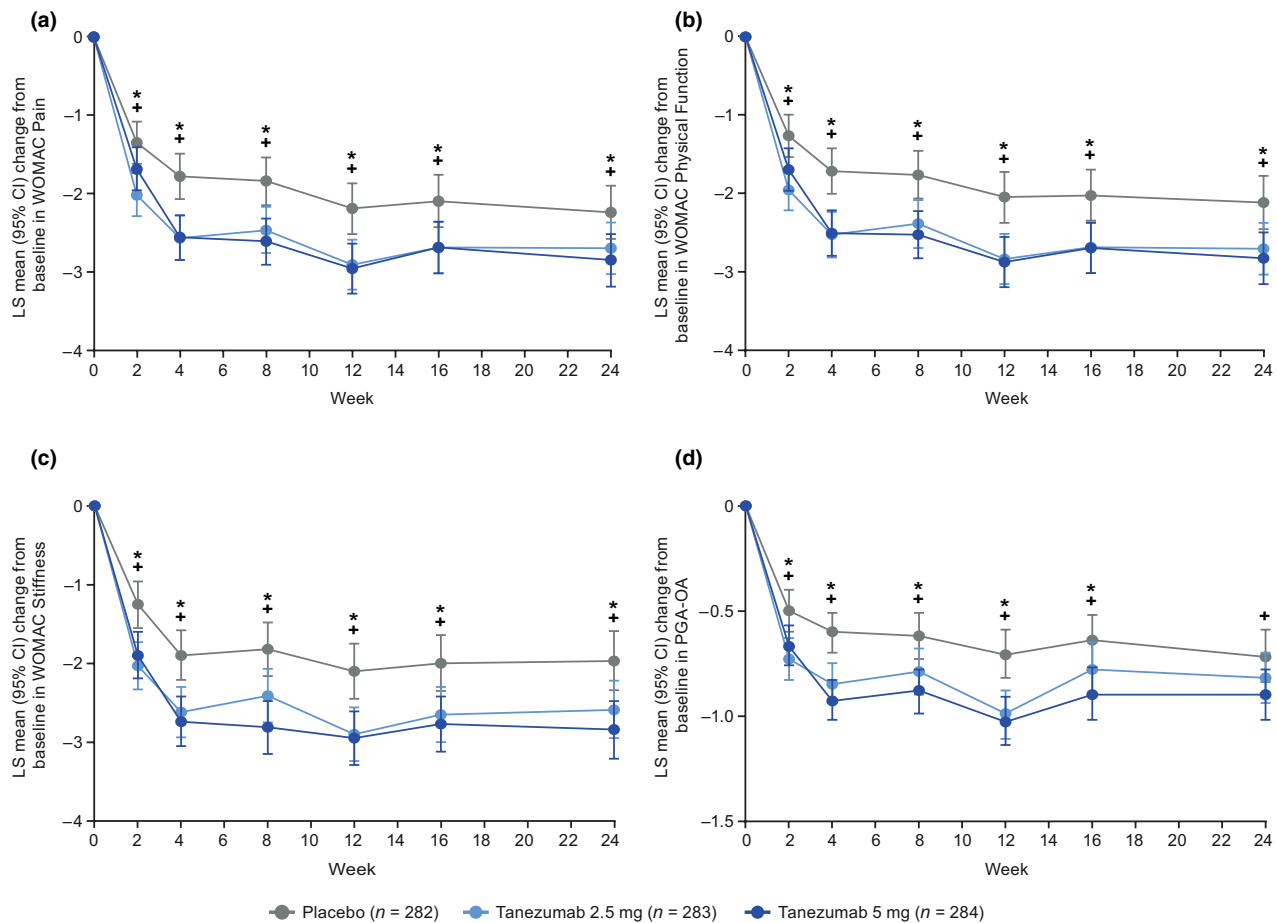 (a)
LS mean (95% CI) change from
baseline in WOMAC Pain
0
–1
–2
–3
–4
* + * + * + * + * + * +
0 2 4 6 8 10 12 14 16 18 20 22 24
Week
(b)
LS mean (95% CI) change from
baseline in WOMAC Physical Function
0
–1
–2
–3
–4
* + * + * + * + * + * +
0 2 4 6 8 10 12 14 16 18 20 22 24
Week
(c)
LS mean (95% CI) change from
baseline in WOMAC Stiffness
0
–1
–2
–3
–4
* + * + * + * + * + * +
0 2 4 6 8 10 12 14 16 18 20 22 24
Week
(d)
LS mean (95% CI) change from
baseline in PGA-OA
0
–0.5
–1.0
–1.5
* + * + * + * + * + +
0 2 4 6 8 10 12 14 16 18 20 22 24
Week
Placebo (n = 282) Tanezumab 2.5 mg (n = 283) Tanezumab 5 mg (n = 284)